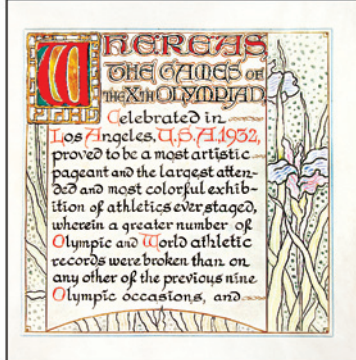 WHEREAS
THE GAMES OF
THE XTH OLYMPIAD
Celebrated in
Los Angeles, U.S.A. 1932,
proved to be a most artistic
pageant and the largest atten-
ded and most colorful exhib-
ition of athletics ever staged,
wherein a greater number of
Olympic and World athletic
records were broken than on
any other of the previous nine
Olympic occasions, and